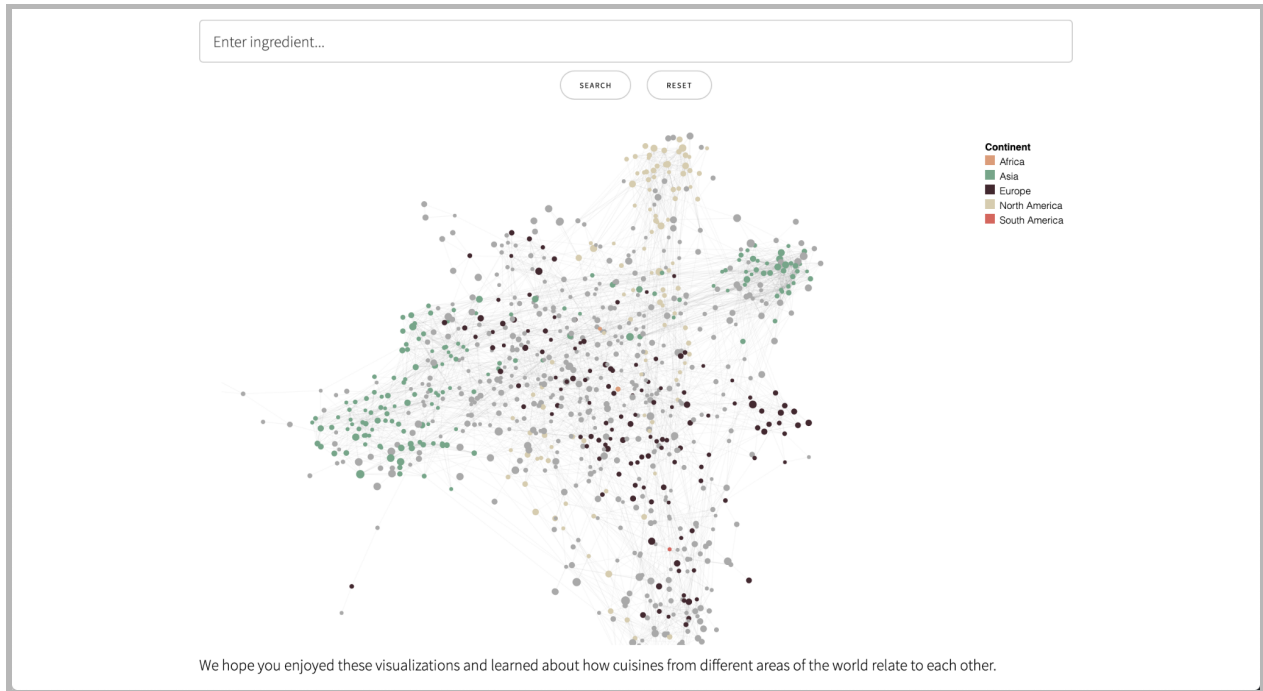 Enter ingredient...
SEARCH
RESET
Continent
Africa
Asia
Europe
North America
South America
We hope you enjoyed these visualizations and learned about how cuisines from different areas of the world relate to each other.